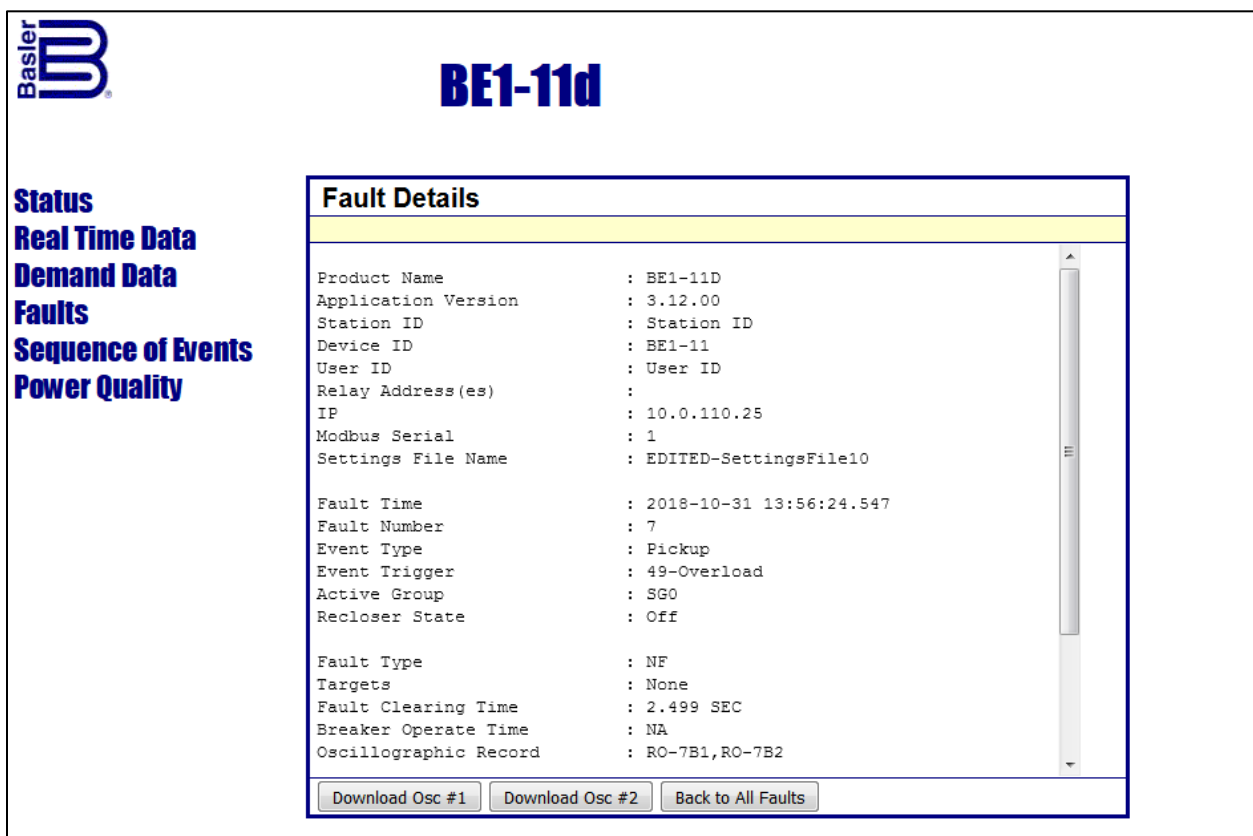 Basler
BE1-11d
Status
Real Time Data
Demand Data
Faults
Sequence of Events
Power Quality
Fault Details
Product Name : BE1-11D
Application Version : 3.12.00
Station ID : Station ID
Device ID : BE1-11
User ID : User ID
Relay Address(es) :
IP : 10.0.110.25
Modbus Serial : 1
Settings File Name : EDITED-SettingsFile10
Fault Time : 2018-10-31 13:56:24.547
Fault Number : 7
Event Type : Pickup
Event Trigger : 49-Overload
Active Group : SG0
Recloser State : Off
Fault Type : NF
Targets : None
Fault Clearing Time : 2.499 SEC
Breaker Operate Time : NA
Oscillographic Record : RO-7B1,RO-7B2
Download Osc #1 Download Osc #2 Back to All Faults